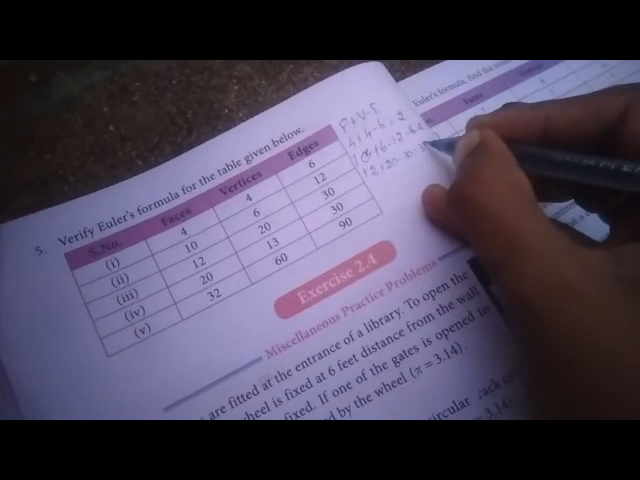 5. Verify Euler's formula for the table given below.
S.No. Faces Vertices Edges
(i) 4 4 6
(ii) 10 6 12
(iii) 12 20 30
(iv) 20 13 30
(v) 32 60 90
F + V - E
4 + 4 - 6 = 2
10 + 6 - 12
12 + 20 - 30
Exercise 2.4
Miscellaneous Practice Problems
are fitted at the entrance of a library. To open the
wheel is fixed at 6 feet distance from the wall
fixed. If one of the gates is opened to
by the wheel (π = 3.14).
Euler's formula, find the
Faces